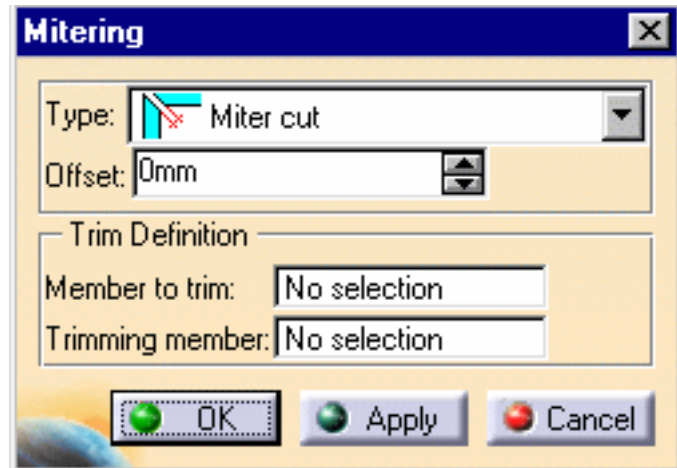 Mitering
Type: Miter cut
Offset: 0mm
Trim Definition
Member to trim: No selection
Trimming member: No selection
OK Apply Cancel